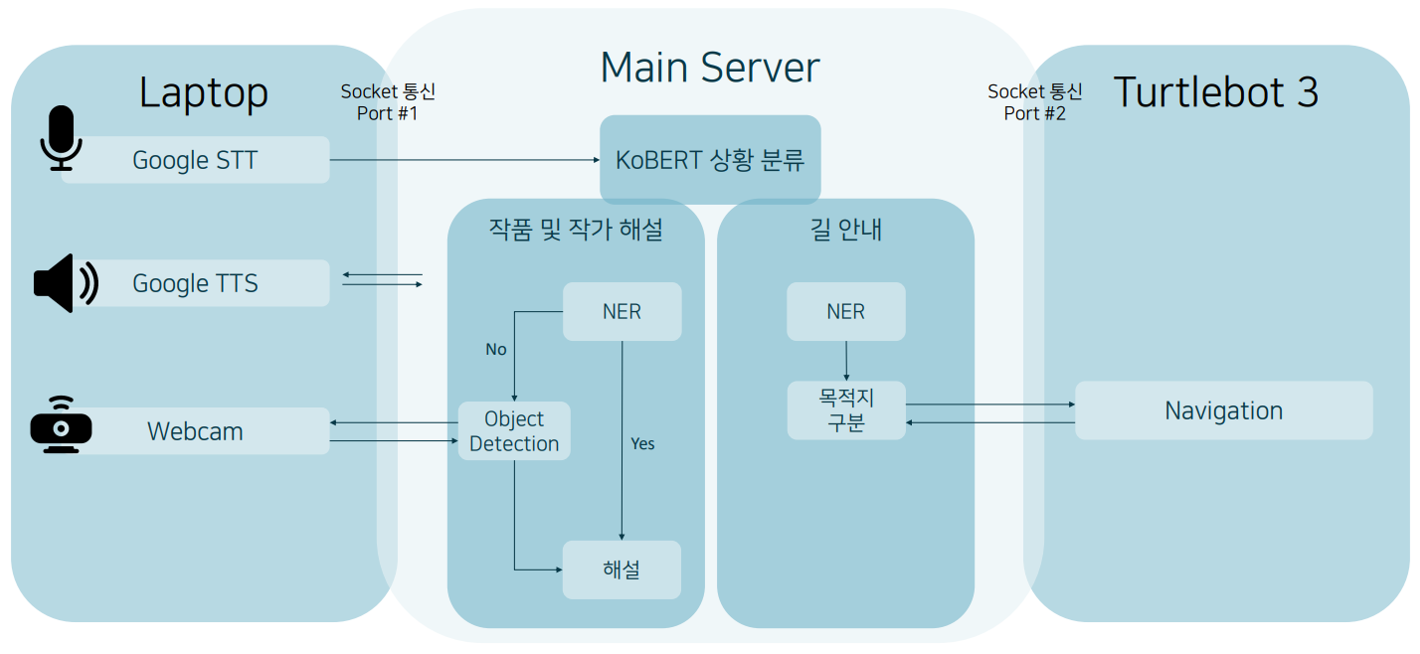 Laptop
Socket 통신
Port #1
Google STT
Google TTS
Webcam
Main Server
KoBERT 상황 분류
작품 및 작가 해설
NER
No
Object
Detection
Yes
해설
길 안내
NER
목적지
구분
Socket 통신
Port #2
Turtlebot 3
Navigation